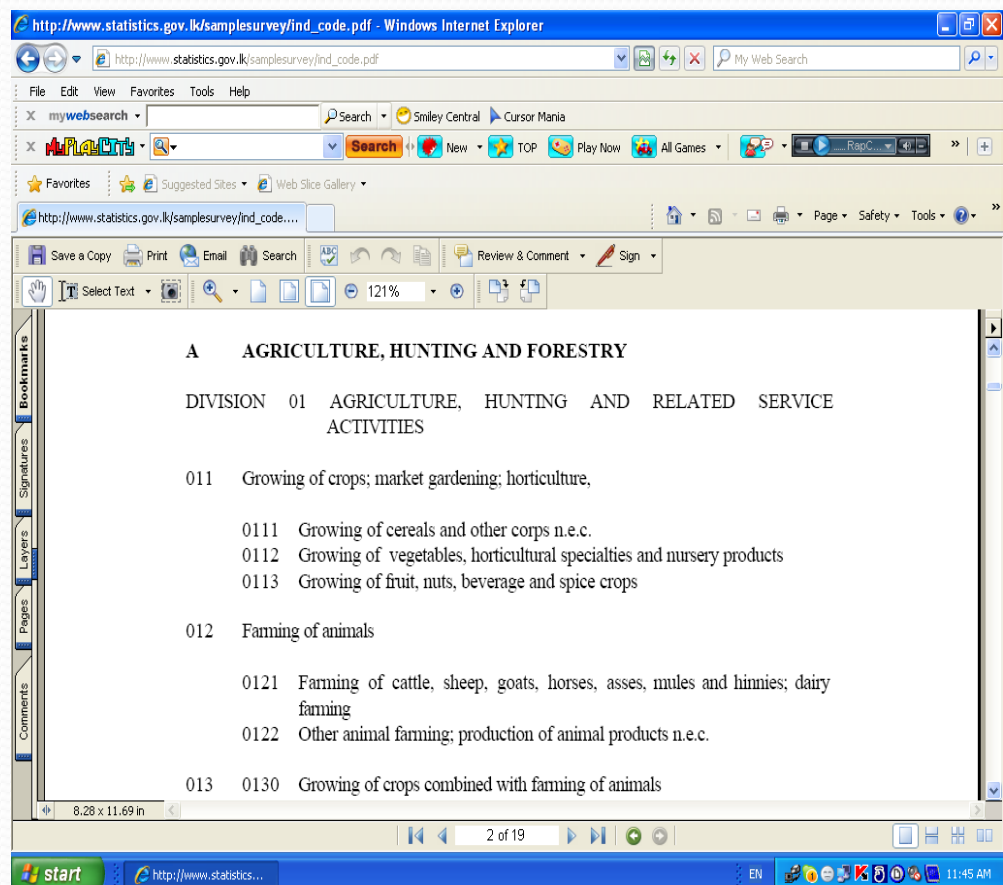 http://www.statistics.gov.lk/samplesurvey/ind_code.pdf - Windows Internet Explorer
http://www.statistics.gov.lk/samplesurvey/ind_code.pdf My Web Search
File Edit View Favorites Tools Help
X mywebsearch Search Smiley Central Cursor Mania
X MyPlayCity Search New TOP Play Now All Games ....RapC... »
Favorites Suggested Sites Web Slice Gallery
http://www.statistics.gov.lk/samplesurvey/ind_code.... Page Safety Tools »
Save a Copy Print Email Search Review & Comment Sign
Select Text 121%
Bookmarks
Signatures
Layers
Pages
Comments
A AGRICULTURE, HUNTING AND FORESTRY
DIVISION 01 AGRICULTURE, HUNTING AND RELATED SERVICE
ACTIVITIES
011 Growing of crops; market gardening; horticulture,
0111 Growing of cereals and other corps n.e.c.
0112 Growing of vegetables, horticultural specialties and nursery products
0113 Growing of fruit, nuts, beverage and spice crops
012 Farming of animals
0121 Farming of cattle, sheep, goats, horses, asses, mules and hinnies; dairy
farming
0122 Other animal farming; production of animal products n.e.c.
013 0130 Growing of crops combined with farming of animals
8.28 x 11.69 in
2 of 19
start http://www.statistics... EN 11:45 AM